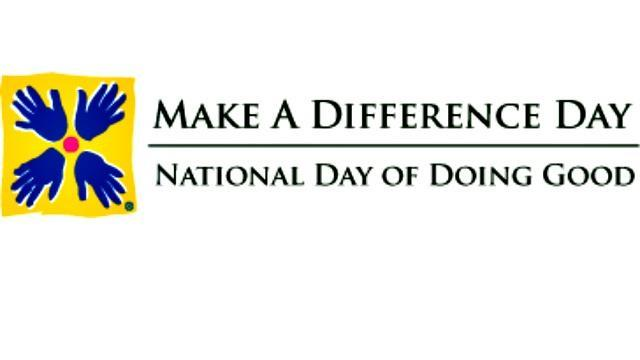 MAKE A DIFFERENCE DAY
NATIONAL DAY OF DOING GOOD
®